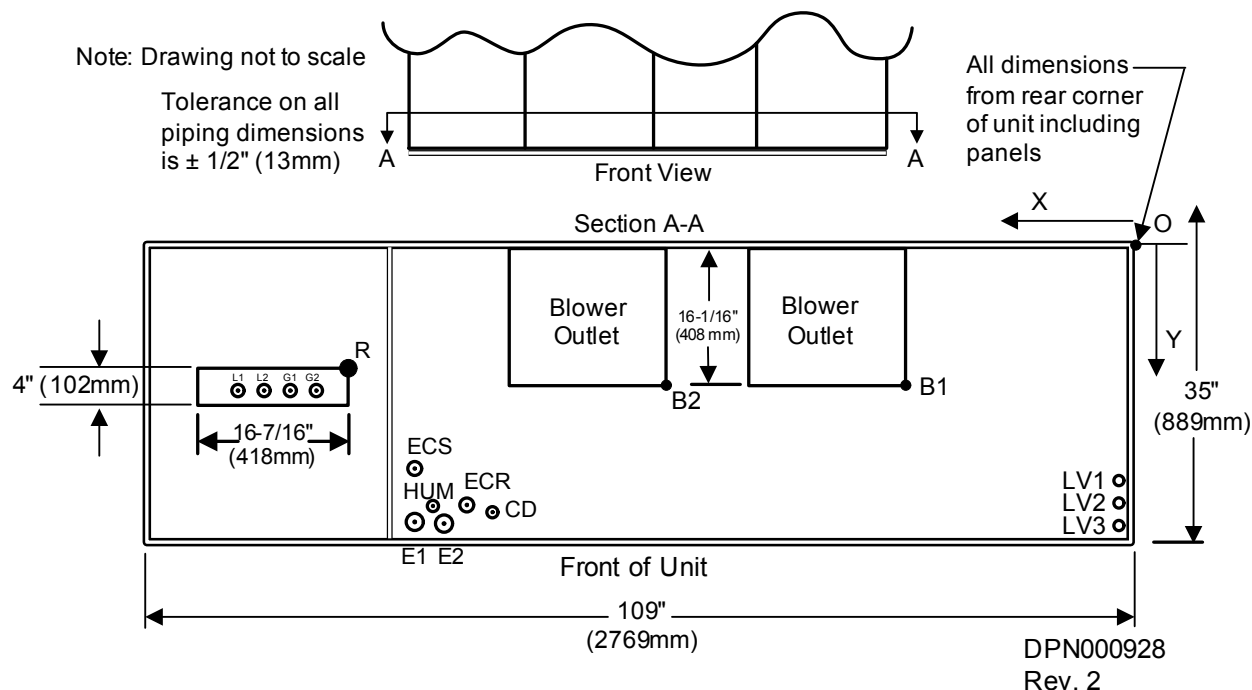 Note: Drawing not to scale
Tolerance on all
piping dimensions
is ± 1/2" (13mm)
A
A
Front View
All dimensions
from rear corner
of unit including
panels
Section A-A
X
O
Y
Blower
Outlet
16-1/16"
(408 mm)
Blower
Outlet
B2
B1
35"
(889mm)
R
L1 L2 G1 G2
4" (102mm)
16-7/16"
(418mm)
ECS
HUM
ECR
CD
E1 E2
LV1
LV2
LV3
Front of Unit
109"
(2769mm)
DPN000928
Rev. 2